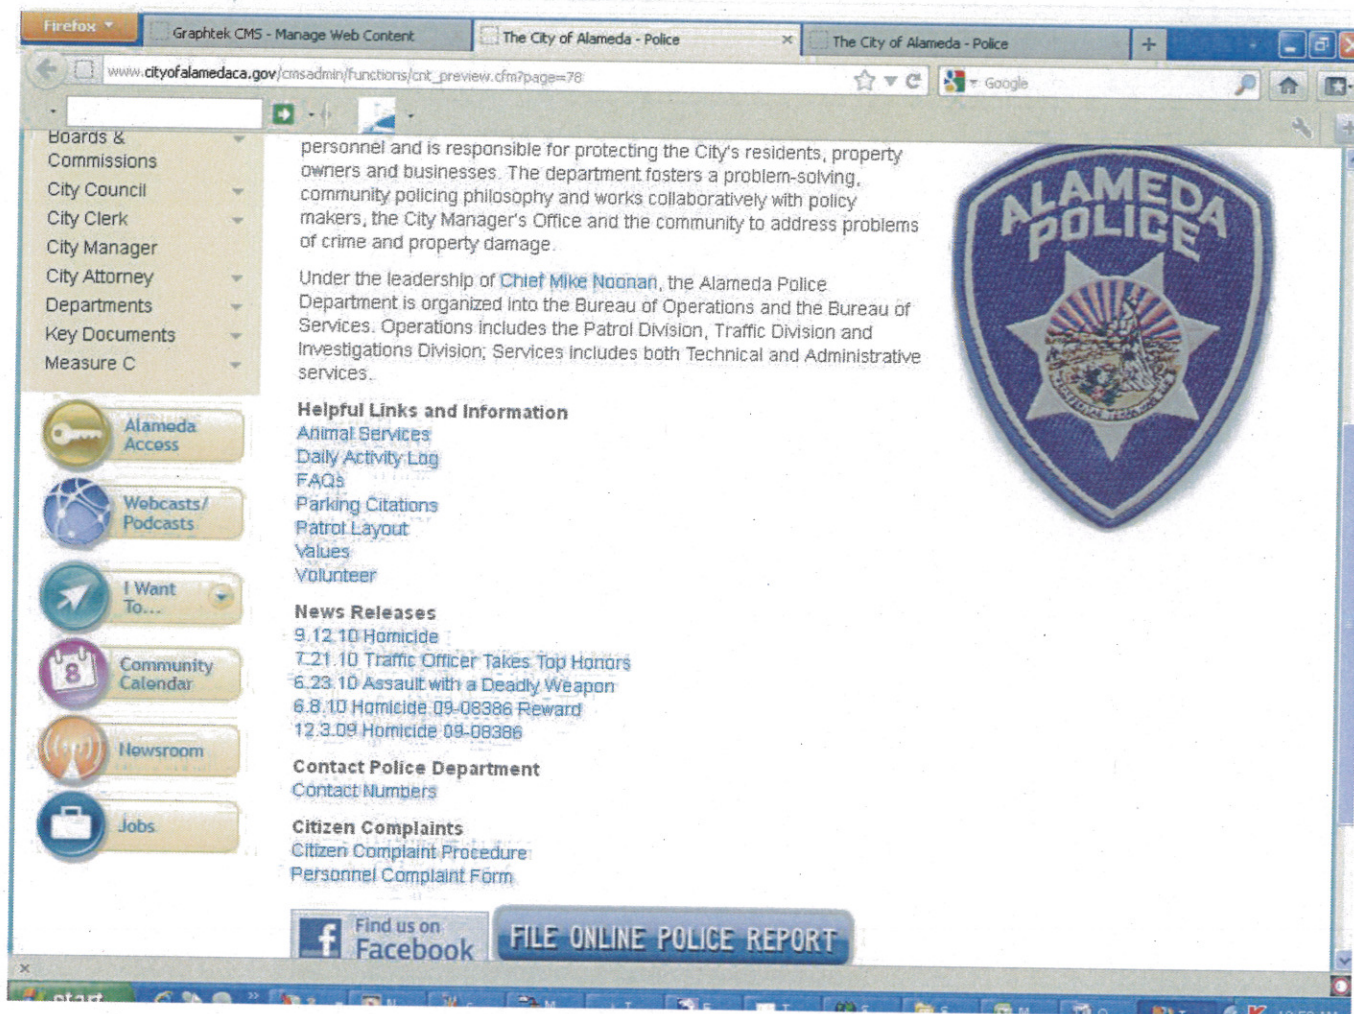 Firefox
Graphtek CMS - Manage Web Content
The City of Alameda - Police
The City of Alameda - Police
www.cityofalamedaca.gov/cmsadmin/functions/cnt_preview.cfm?page=78
Google
Boards &
Commissions
City Council
City Clerk
City Manager
City Attorney
Departments
Key Documents
Measure C
Alameda
Access
Webcasts/
Podcasts
I Want
To...
Community
Calendar
8
Newsroom
Jobs
personnel and is responsible for protecting the City's residents, property
owners and businesses. The department fosters a problem-solving,
community policing philosophy and works collaboratively with policy
makers, the City Manager's Office and the community to address problems
of crime and property damage.
Under the leadership of Chief Mike Noonan, the Alameda Police
Department is organized into the Bureau of Operations and the Bureau of
Services. Operations includes the Patrol Division, Traffic Division and
Investigations Division; Services includes both Technical and Administrative
services.
Helpful Links and Information
Animal Services
Daily Activity Log
FAQs
Parking Citations
Patrol Layout
Values
Volunteer
News Releases
9.12.10 Homicide
7.21.10 Traffic Officer Takes Top Honors
6.23.10 Assault with a Deadly Weapon
6.8.10 Homicide 09-08386 Reward
12.3.09 Homicide 09-08386
Contact Police Department
Contact Numbers
Citizen Complaints
Citizen Complaint Procedure
Personnel Complaint Form
Find us on
Facebook
FILE ONLINE POLICE REPORT
ALAMEDA
POLICE
start